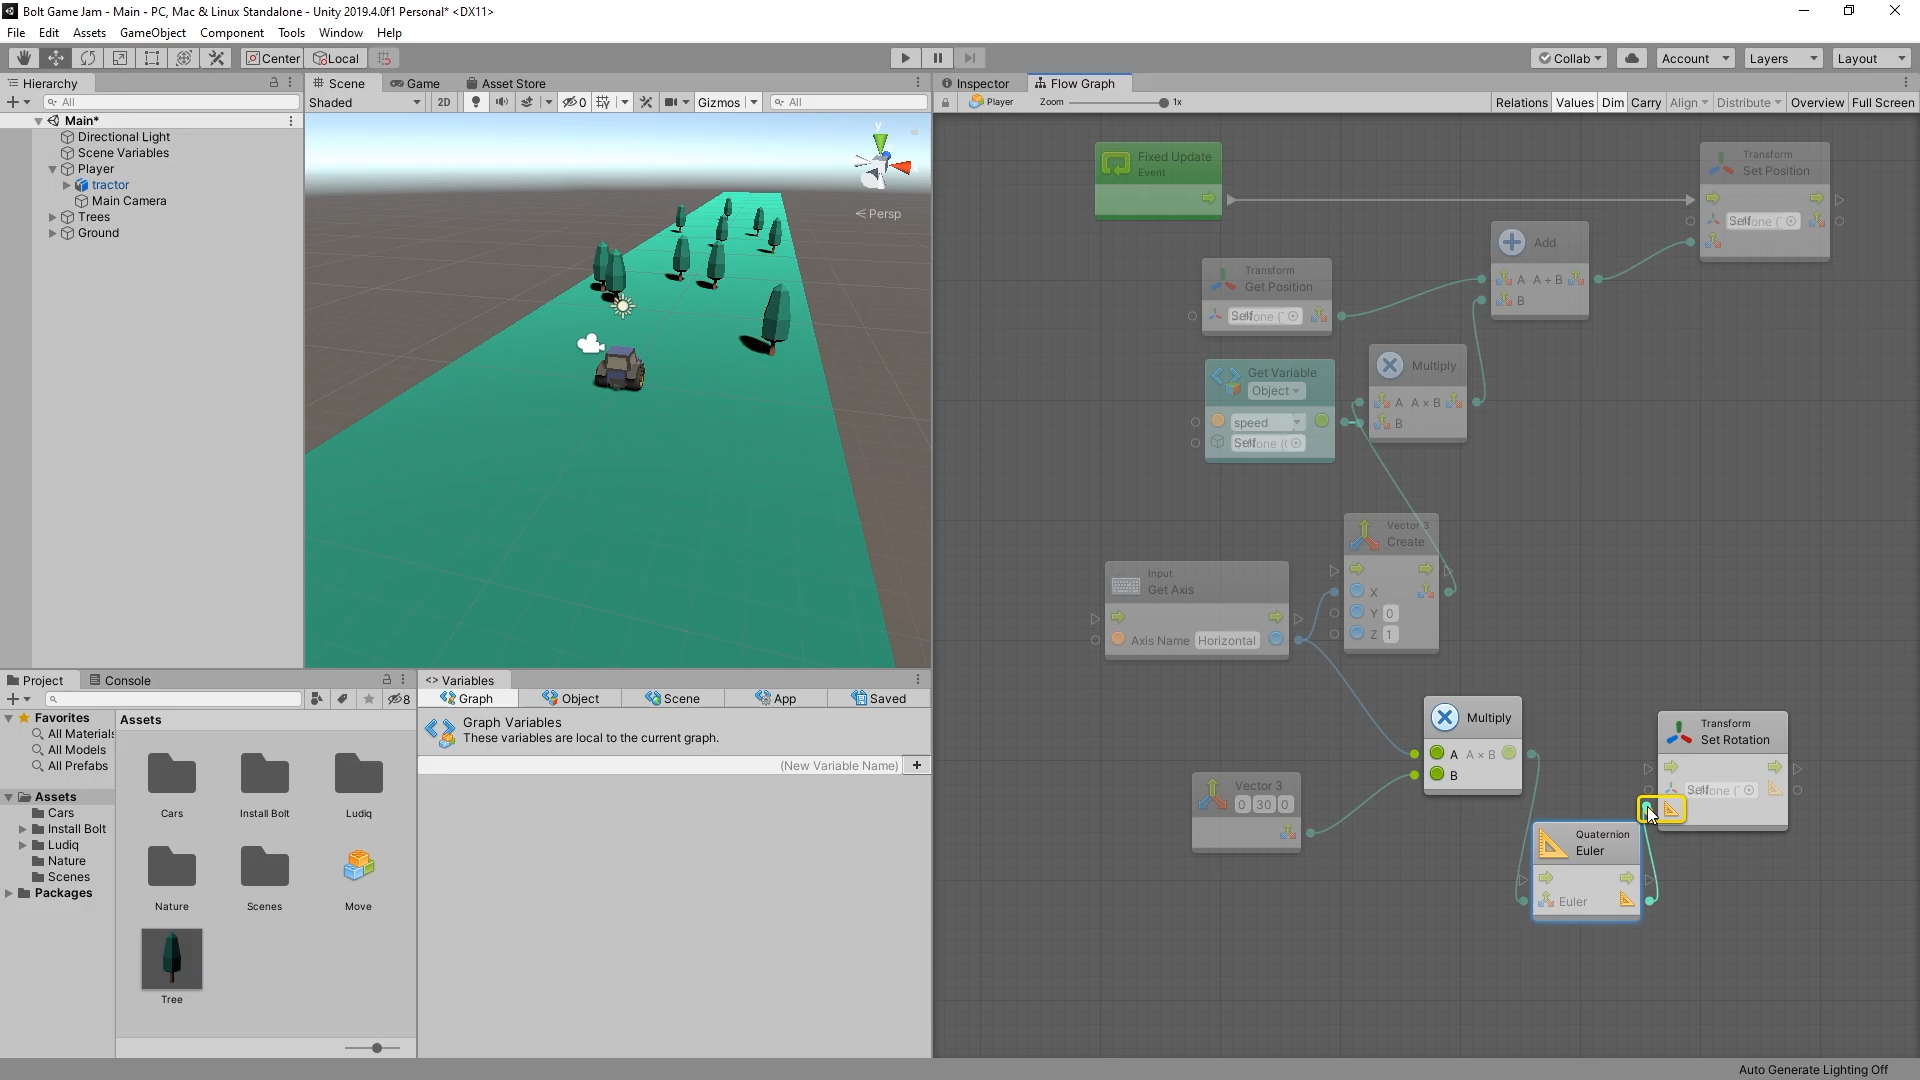 Bolt Game Jam - Main - PC, Mac & Linux Standalone - Unity 2019.4.0f1 Personal* <DX11>
File Edit Assets GameObject Component Tools Window Help
Center Local Collab Account Layers Layout
Hierarchy Scene Game Asset Store Inspector Flow Graph
All Shaded 2D 0 Gizmos All Player Zoom 1x Relations Values Dim Carry Align Distribute Overview Full Screen
Main*
Directional Light
Scene Variables
Player
tractor
Main Camera
Trees
Ground
y
Persp
Fixed Update
Event
Transform
Set Position
Self
Add
A A + B
B
Transform
Get Position
Self
Get Variable
Object
speed
Self
Multiply
A A × B
B
Vector 3
Create
X
Y 0
Z 1
Input
Get Axis
Axis Name Horizontal
Multiply
A A × B
B
Vector 3
0 30 0
Transform
Set Rotation
Self
Quaternion
Euler
Euler
Project Console
8
Favorites
All Materials
All Models
All Prefabs
Assets
Cars
Install Bolt
Ludiq
Nature
Scenes
Packages
Assets
Cars Install Bolt Ludiq
Nature Scenes Move
Tree
<> Variables
Graph Object Scene App Saved
Graph Variables
These variables are local to the current graph.
(New Variable Name) +
Auto Generate Lighting Off